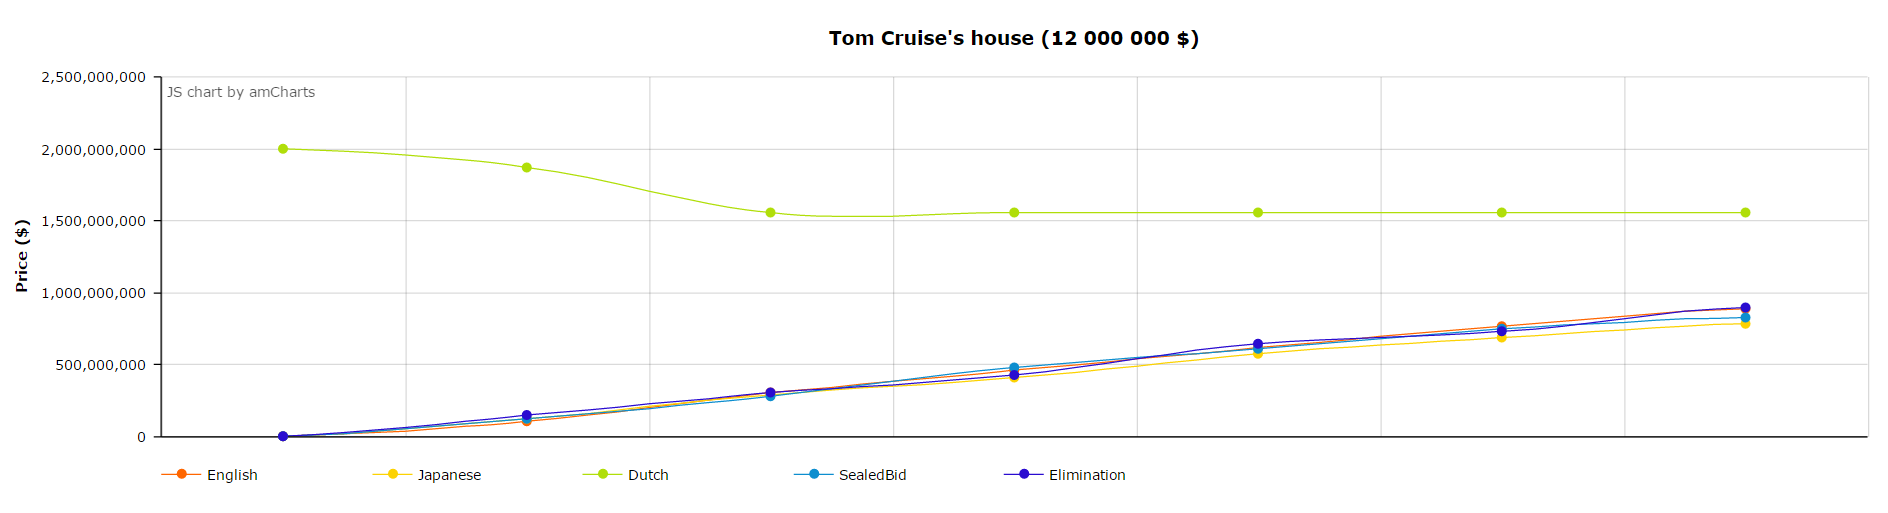 Tom Cruise's house (12 000 000 $)
2,500,000,000
JS chart by amCharts
2,000,000,000
1,500,000,000
Price ($)
1,000,000,000
500,000,000
0
English Japanese Dutch SealedBid Elimination